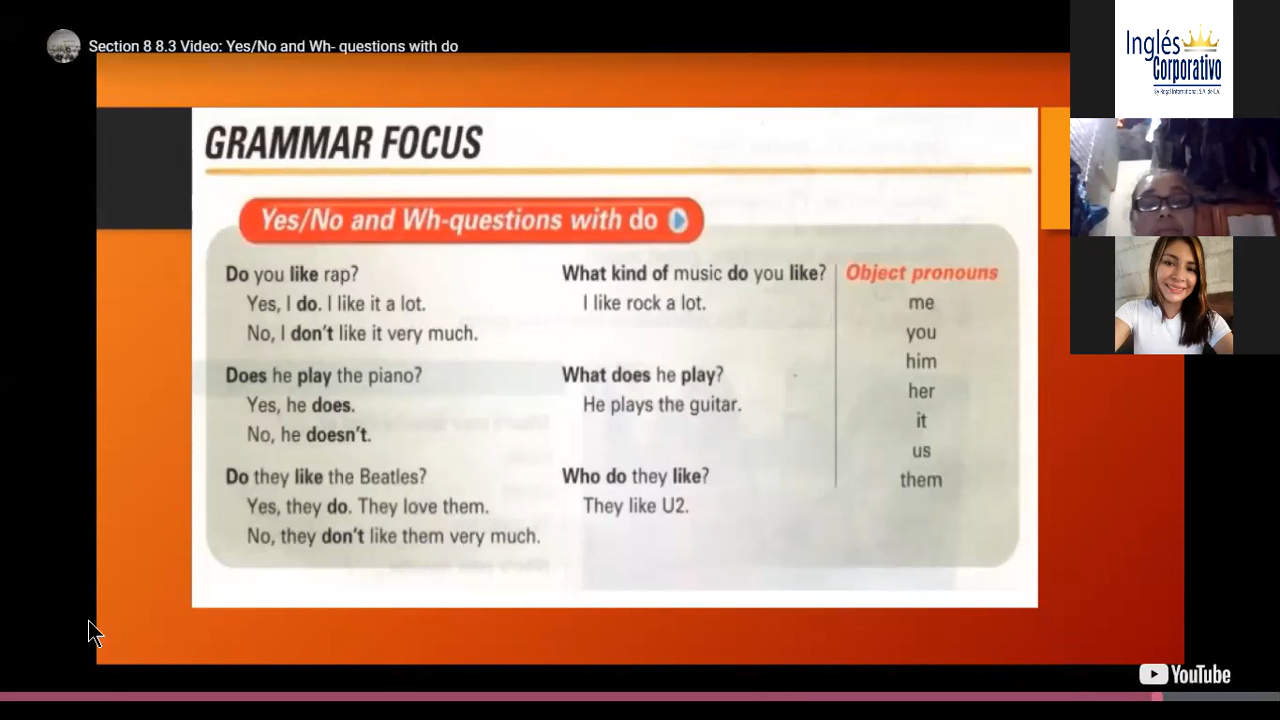 Section 8 8.3 Video: Yes/No and Wh- questions with do
Inglés
Corporativo
GRAMMAR FOCUS
Yes/No and Wh-questions with do
Do you like rap?
Yes, I do. I like it a lot.
No, I don't like it very much.
Does he play the piano?
Yes, he does.
No, he doesn't.
Do they like the Beatles?
Yes, they do. They love them.
No, they don't like them very much.
What kind of music do you like?
I like rock a lot.
What does he play?
He plays the guitar.
Who do they like?
They like U2.
Object pronouns
me
you
him
her
it
us
them
YouTube